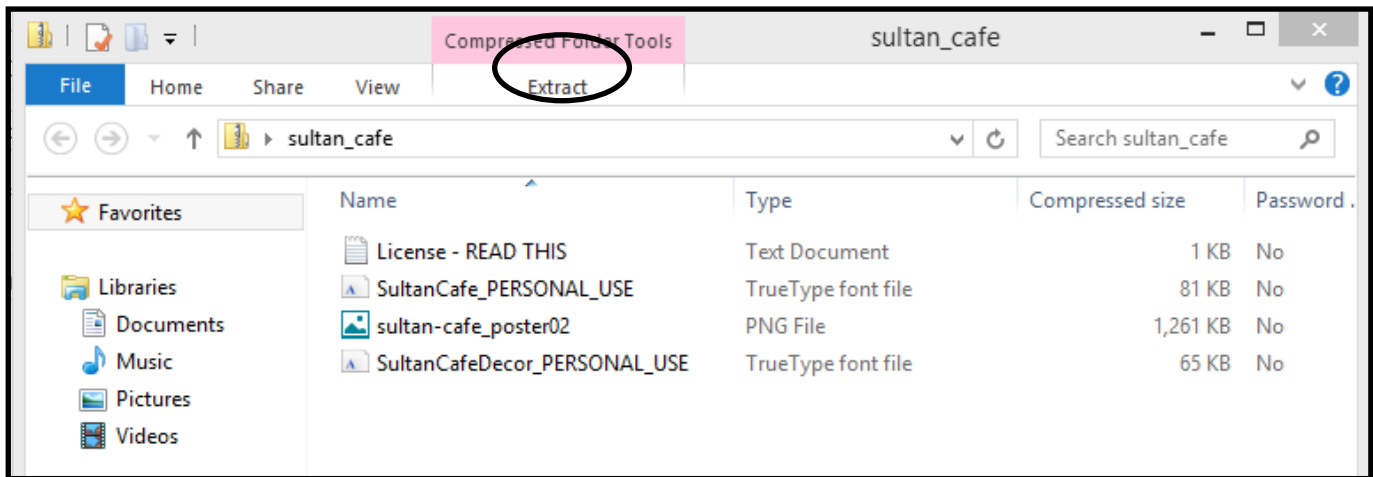 Compressed Folder Tools sultan_cafe
File Home Share View Extract
sultan_cafe Search sultan_cafe
Favorites
Libraries
Documents
Music
Pictures
Videos
Name Type Compressed size Password .
License - READ THIS Text Document 1 KB No
SultanCafe_PERSONAL_USE TrueType font file 81 KB No
sultan-cafe_poster02 PNG File 1,261 KB No
SultanCafeDecor_PERSONAL_USE TrueType font file 65 KB No